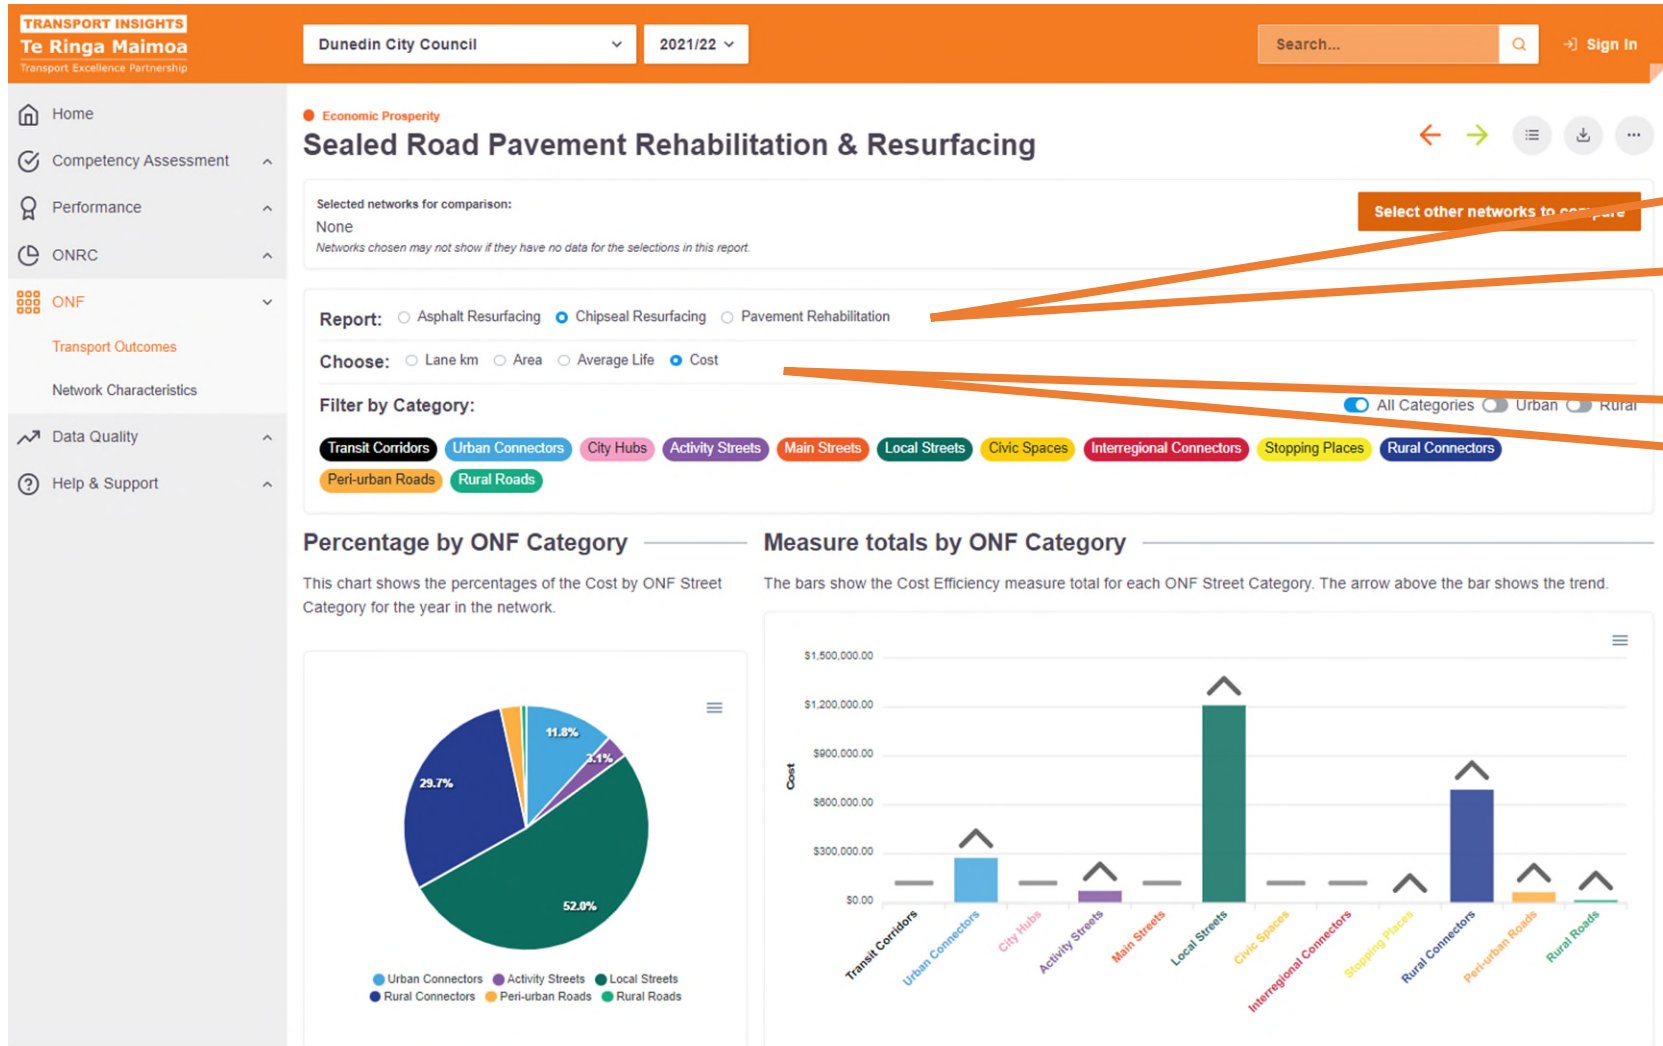 TRANSPORT INSIGHTS
Te Ringa Maimoa
Transport Excellence Partnership
Dunedin City Council
2021/22
Search...
Sign In
Home
Competency Assessment
Performance
ONRC
ONF
Transport Outcomes
Network Characteristics
Data Quality
Help & Support
Economic Prosperity
Sealed Road Pavement Rehabilitation & Resurfacing
Selected networks for comparison:
None
Networks chosen may not show if they have no data for the selections in this report.
Select other networks to compare
Report: Asphalt Resurfacing Chipseal Resurfacing Pavement Rehabilitation
Choose: Lane km Area Average Life Cost
Filter by Category:
All Categories Urban Rural
Transit Corridors Urban Connectors City Hubs Activity Streets Main Streets Local Streets Civic Spaces Interregional Connectors Stopping Places Rural Connectors
Peri-urban Roads Rural Roads
Percentage by ONF Category
This chart shows the percentages of the Cost by ONF Street
Category for the year in the network.
11.8%
3.1%
29.7%
52.0%
Urban Connectors Activity Streets Local Streets
Rural Connectors Peri-urban Roads Rural Roads
Measure totals by ONF Category
The bars show the Cost Efficiency measure total for each ONF Street Category. The arrow above the bar shows the trend.
Cost
$1,500,000.00
$1,200,000.00
$900,000.00
$600,000.00
$300,000.00
$0.00
Transit Corridors
Urban Connectors
City Hubs
Activity Streets
Main Streets
Local Streets
Civic Spaces
Interregional Connectors
Stopping Places
Rural Connectors
Peri-urban Roads
Rural Roads